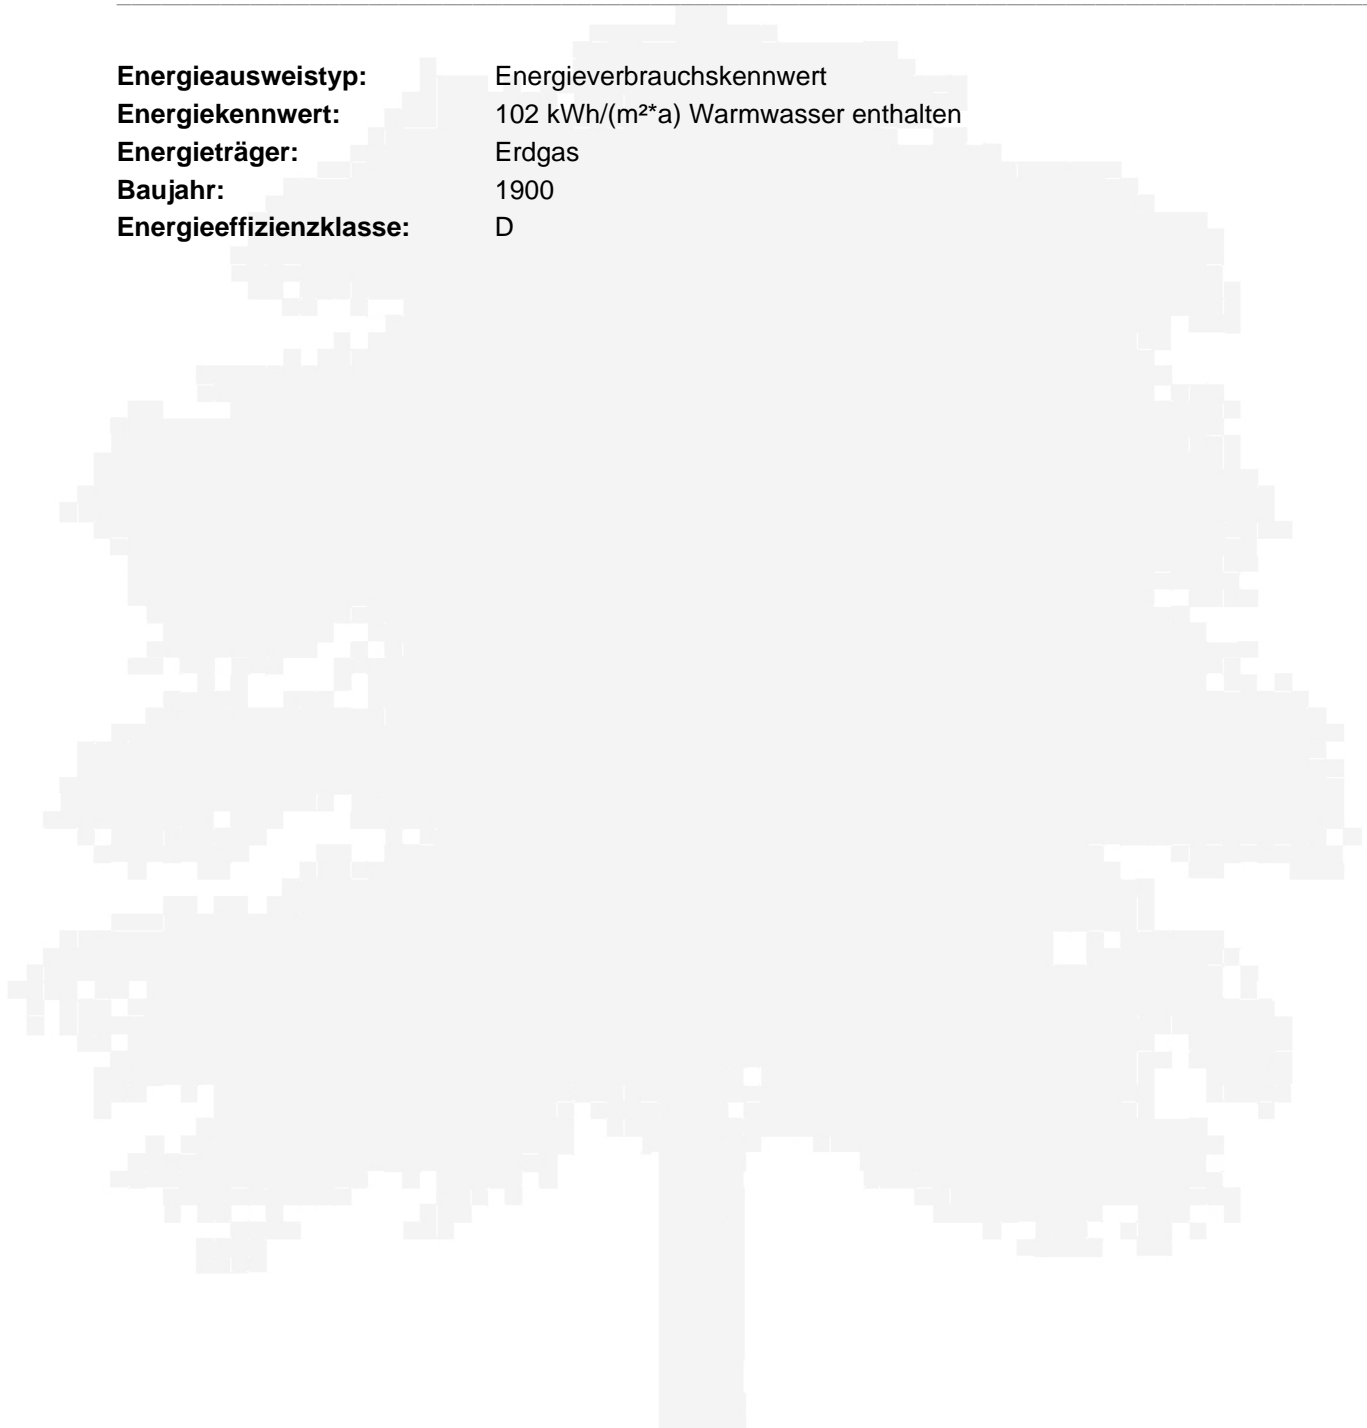 Energieausweistyp: Energieverbrauchskennwert
Energiekennwert: 102 kWh/(m²*a) Warmwasser enthalten
Energieträger: Erdgas
Baujahr: 1900
Energieeffizienzklasse: D